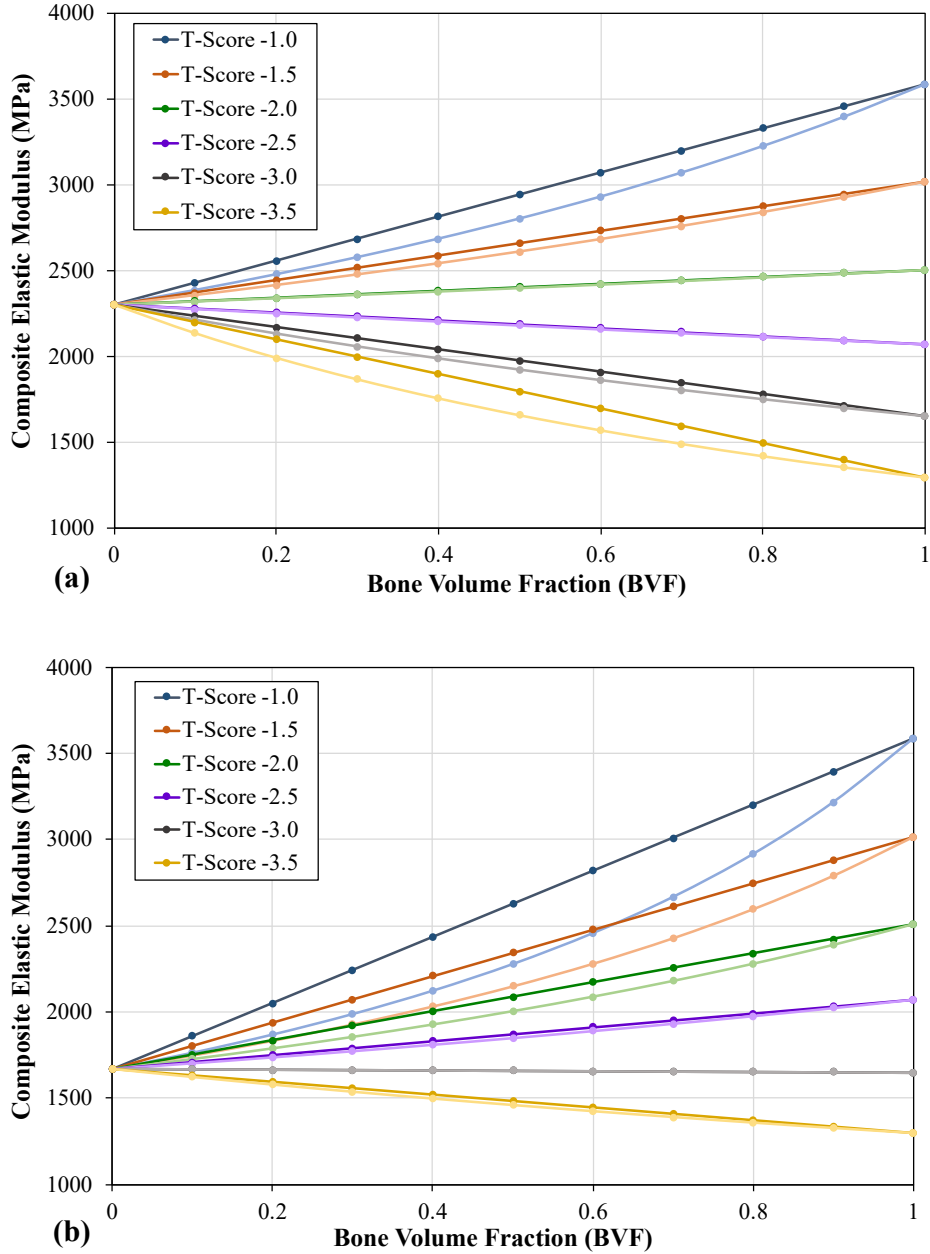 4000
3500
3000
2500
2000
1500
1000
Composite Elastic Modulus (MPa)
T-Score -1.0
T-Score -1.5
T-Score -2.0
T-Score -2.5
T-Score -3.0
T-Score -3.5
0 0.2 0.4 0.6 0.8 1
(a) Bone Volume Fraction (BVF)
4000
3500
3000
2500
2000
1500
1000
Composite Elastic Modulus (MPa)
T-Score -1.0
T-Score -1.5
T-Score -2.0
T-Score -2.5
T-Score -3.0
T-Score -3.5
0 0.2 0.4 0.6 0.8 1
(b) Bone Volume Fraction (BVF)